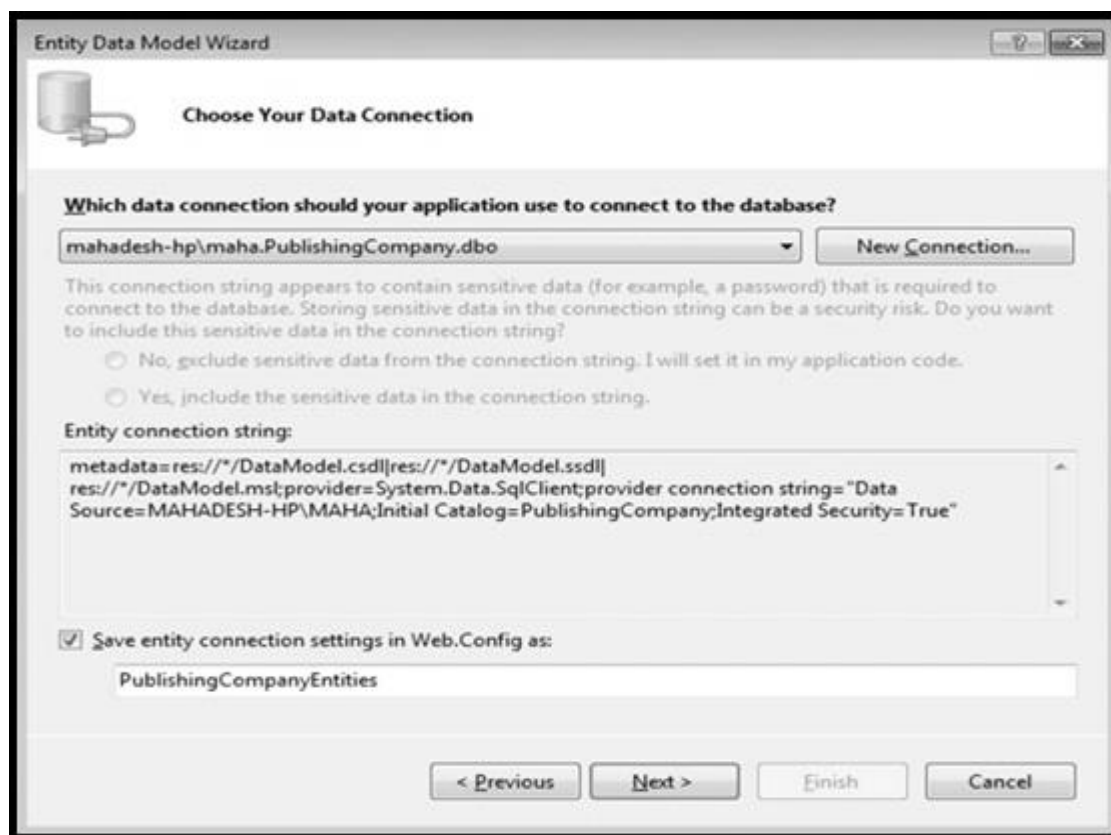 Entity Data Model Wizard
Choose Your Data Connection
Which data connection should your application use to connect to the database?
mahadesh-hp\maha.PublishingCompany.dbo
New Connection...
This connection string appears to contain sensitive data (for example, a password) that is required to
connect to the database. Storing sensitive data in the connection string can be a security risk. Do you want
to include this sensitive data in the connection string?
No, exclude sensitive data from the connection string. I will set it in my application code.
Yes, include the sensitive data in the connection string.
Entity connection string:
metadata=res://*/DataModel.csdl|res://*/DataModel.ssdl|
res://*/DataModel.msl;provider=System.Data.SqlClient;provider connection string="Data
Source=MAHADESH-HP\MAHA;Initial Catalog=PublishingCompany;Integrated Security=True"
Save entity connection settings in Web.Config as:
PublishingCompanyEntities
< Previous
Next >
Finish
Cancel